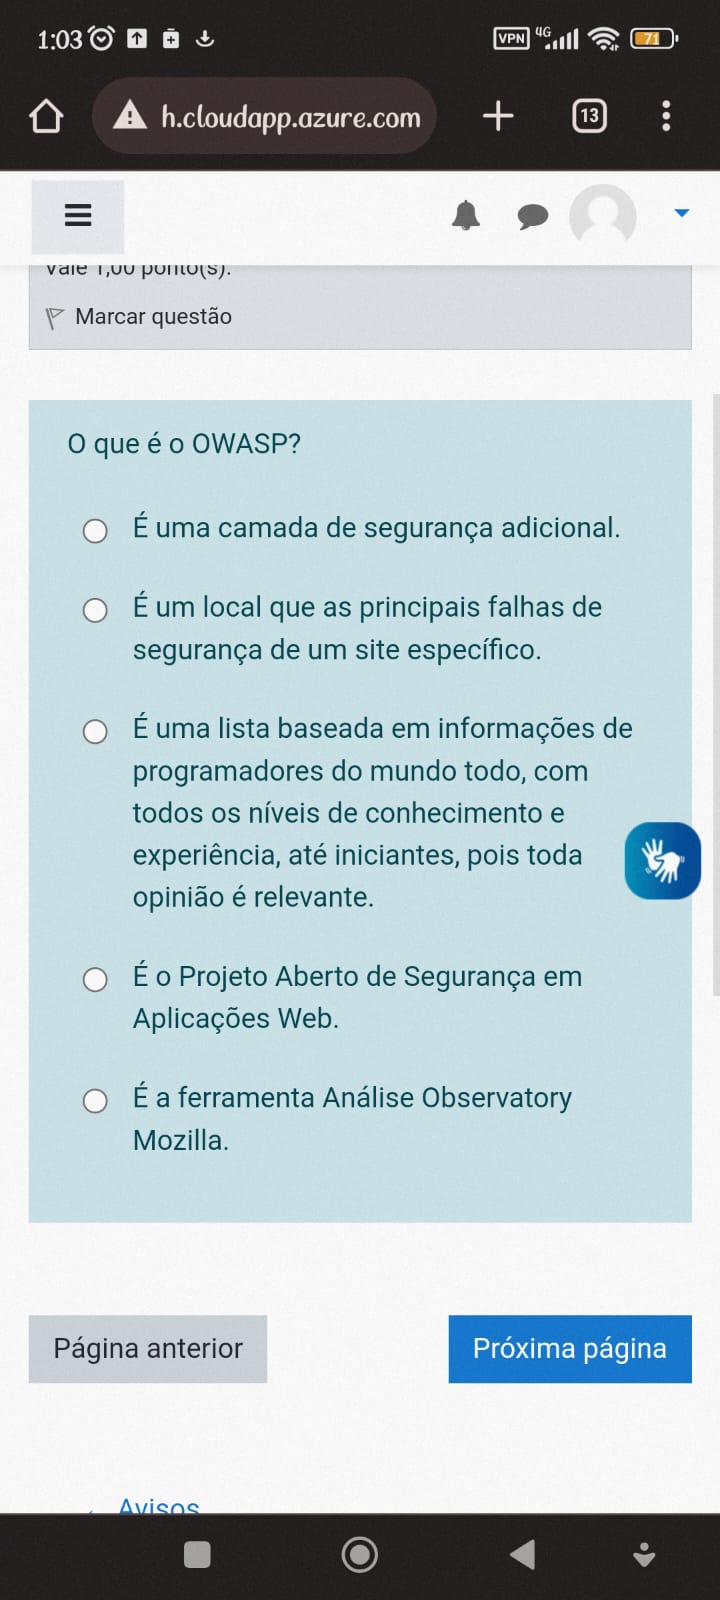 1:03
VPN 4G 71
h.cloudapp.azure.com
13
Vale 1,00 ponto(s).
Marcar questão
O que é o OWASP?
É uma camada de segurança adicional.
É um local que as principais falhas de
segurança de um site específico.
É uma lista baseada em informações de
programadores do mundo todo, com
todos os níveis de conhecimento e
experiência, até iniciantes, pois toda
opinião é relevante.
É o Projeto Aberto de Segurança em
Aplicações Web.
É a ferramenta Análise Observatory
Mozilla.
Página anterior
Próxima página
Avisos